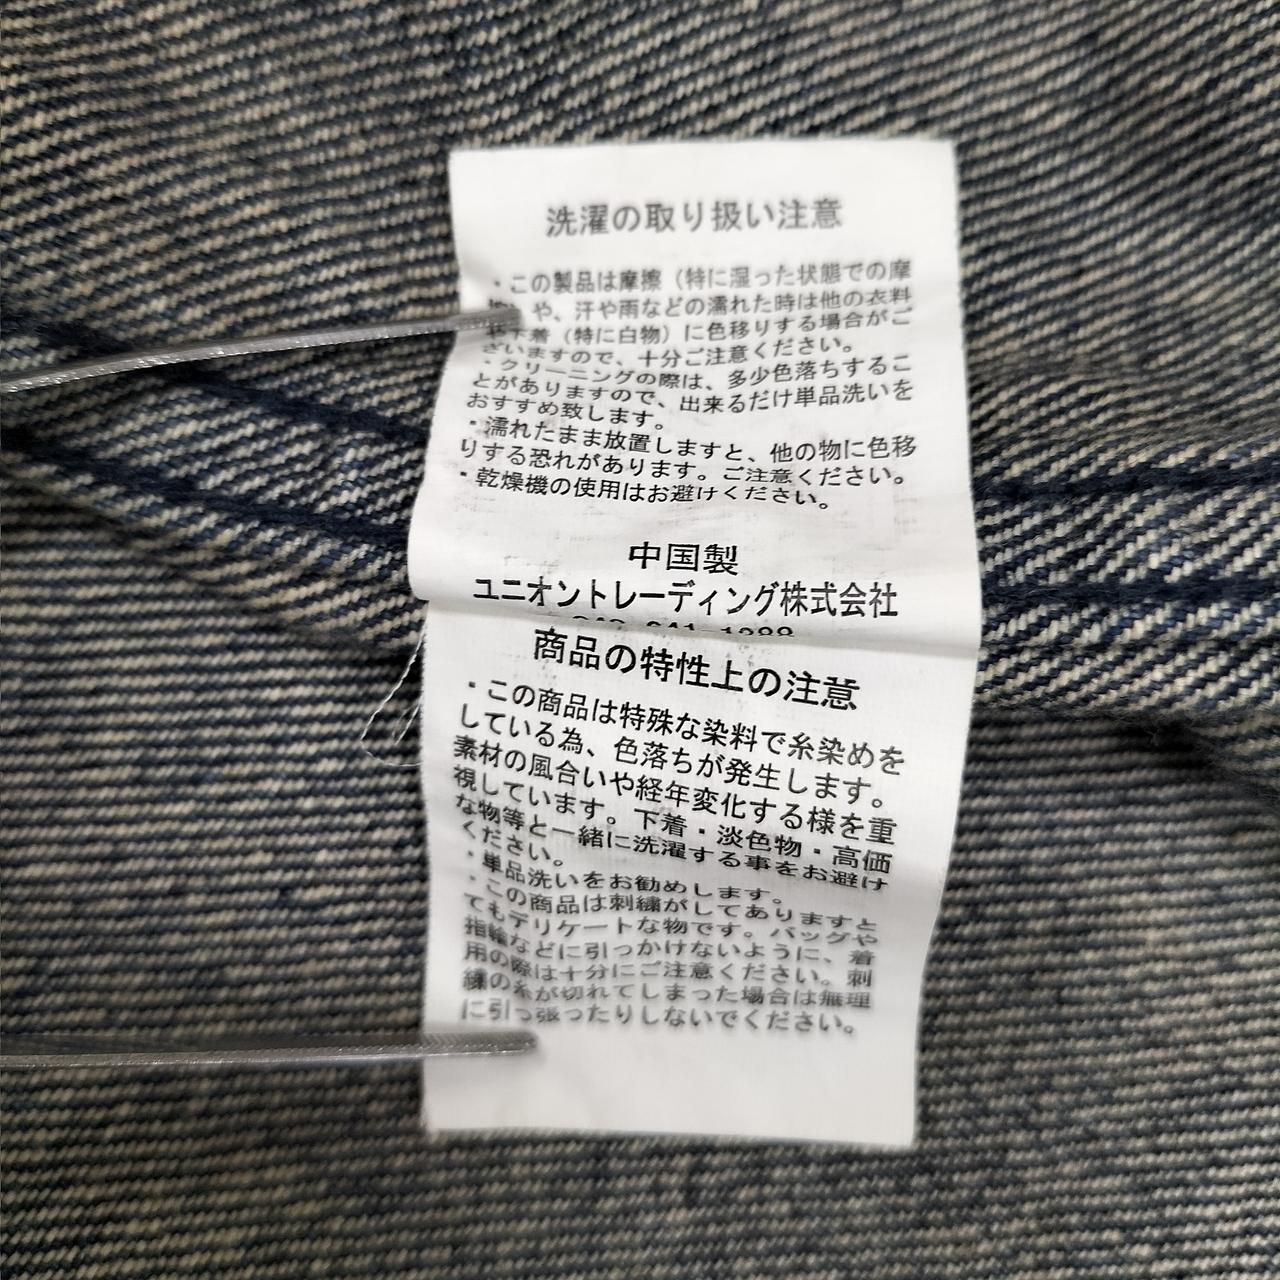 洗濯の取り扱い注意
・この製品は摩擦（特に湿った状態での摩
や、汗や雨などの濡れた時は他の衣料
下着（特に白物）に色移りする場合がご
ざいますので、十分ご注意ください。
・クリーニングの際は、多少色落ちするこ
とがありますので、出来るだけ単品洗いを
おすすめ致します。
・濡れたまま放置しますと、他の物に色移
りする恐れがあります。ご注意ください。
・乾燥機の使用はお避けください。
中国製
ユニオントレーディング株式会社
商品の特性上の注意
・この商品は特殊な染料で糸染めを
している為、色落ちが発生します。
素材の風合いや経年変化する様を重
視しています。下着・淡色物・高価
な物等と一緒に洗濯する事をお避け
ください。
・単品洗いをお勧めします。
・この商品は刺繍がしてありますと
てもデリケートな物です。バッグや
指輪などに引っかけないように、着
用の際は十分にご注意ください。刺
繍の糸が切れてしまった場合は無理
に引っ張ったりしないでください。